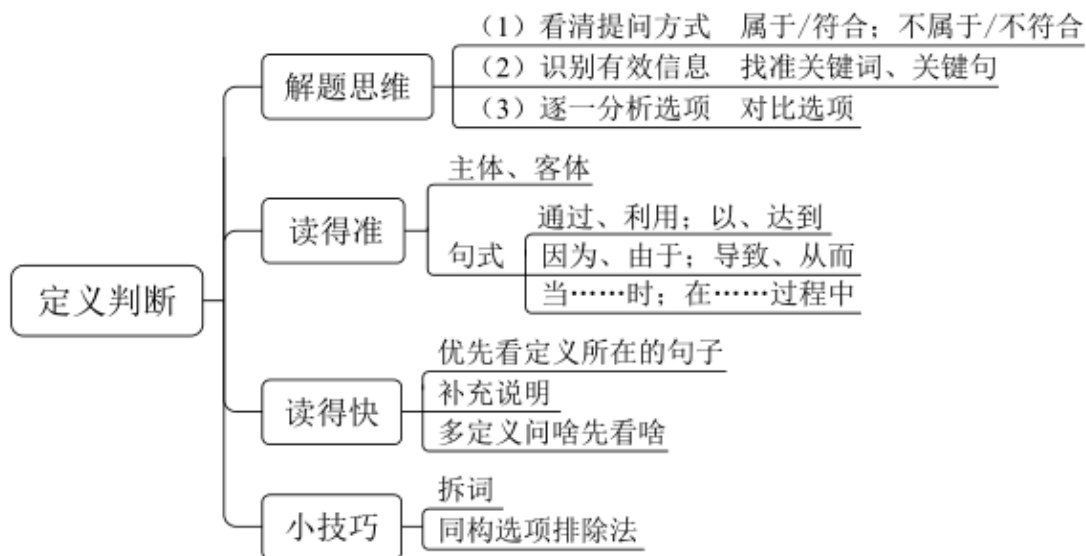 定义判断
解题思维
（1）看清提问方式 属于/符合；不属于/不符合
（2）识别有效信息 找准关键词、关键句
（3）逐一分析选项 对比选项
读得准
主体、客体
句式
通过、利用；以、达到
因为、由于；导致、从而
当……时；在……过程中
读得快
优先看定义所在的句子
补充说明
多定义问啥先看啥
小技巧
拆词
同构选项排除法